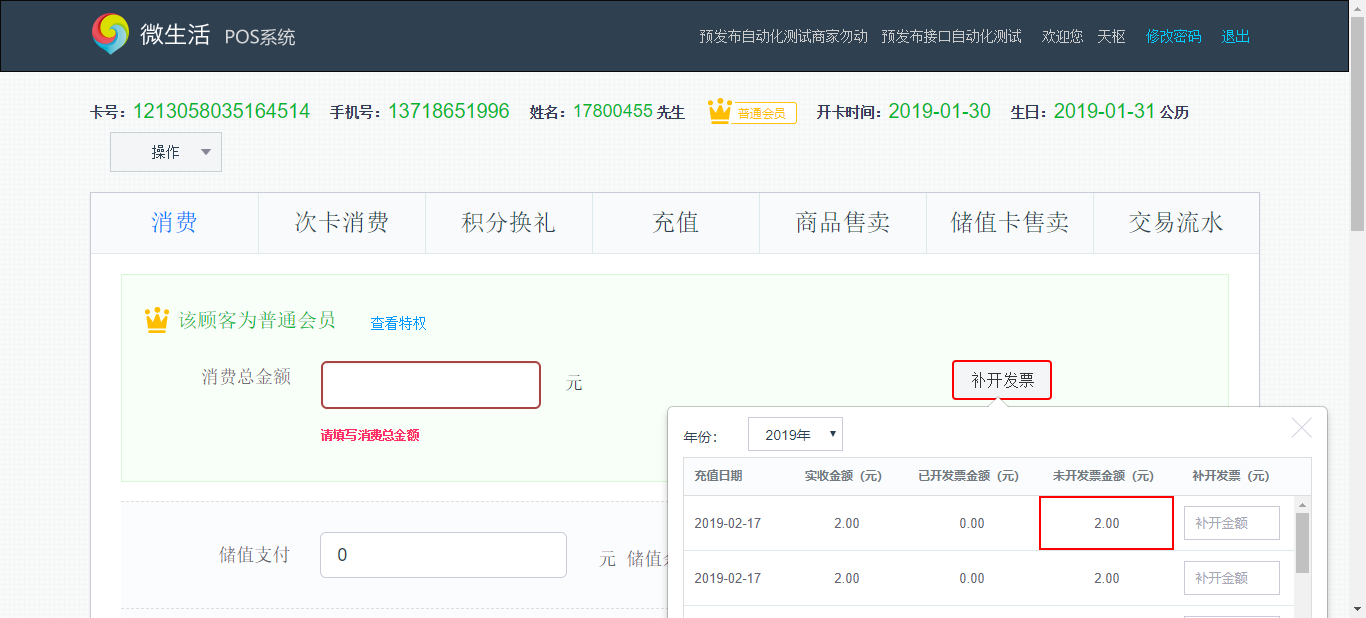 微生活 POS系统 预发布自动化测试商家勿动 预发布接口自动化测试 欢迎您 天枢 修改密码 退出
卡号：1213058035164514 手机号：13718651996 姓名：17800455 先生 普通会员 开卡时间：2019-01-30 生日：2019-01-31 公历
操作
消费 次卡消费 积分换礼 充值 商品售卖 储值卡售卖 交易流水
该顾客为普通会员 查看特权
消费总金额 元 补开发票
请填写消费总金额
年份： 2019年
充值日期 实收金额（元） 已开发票金额（元） 未开发票金额（元） 补开发票（元）
2019-02-17 2.00 0.00 2.00 补开金额
储值支付 0 元 储值
2019-02-17 2.00 0.00 2.00 补开金额